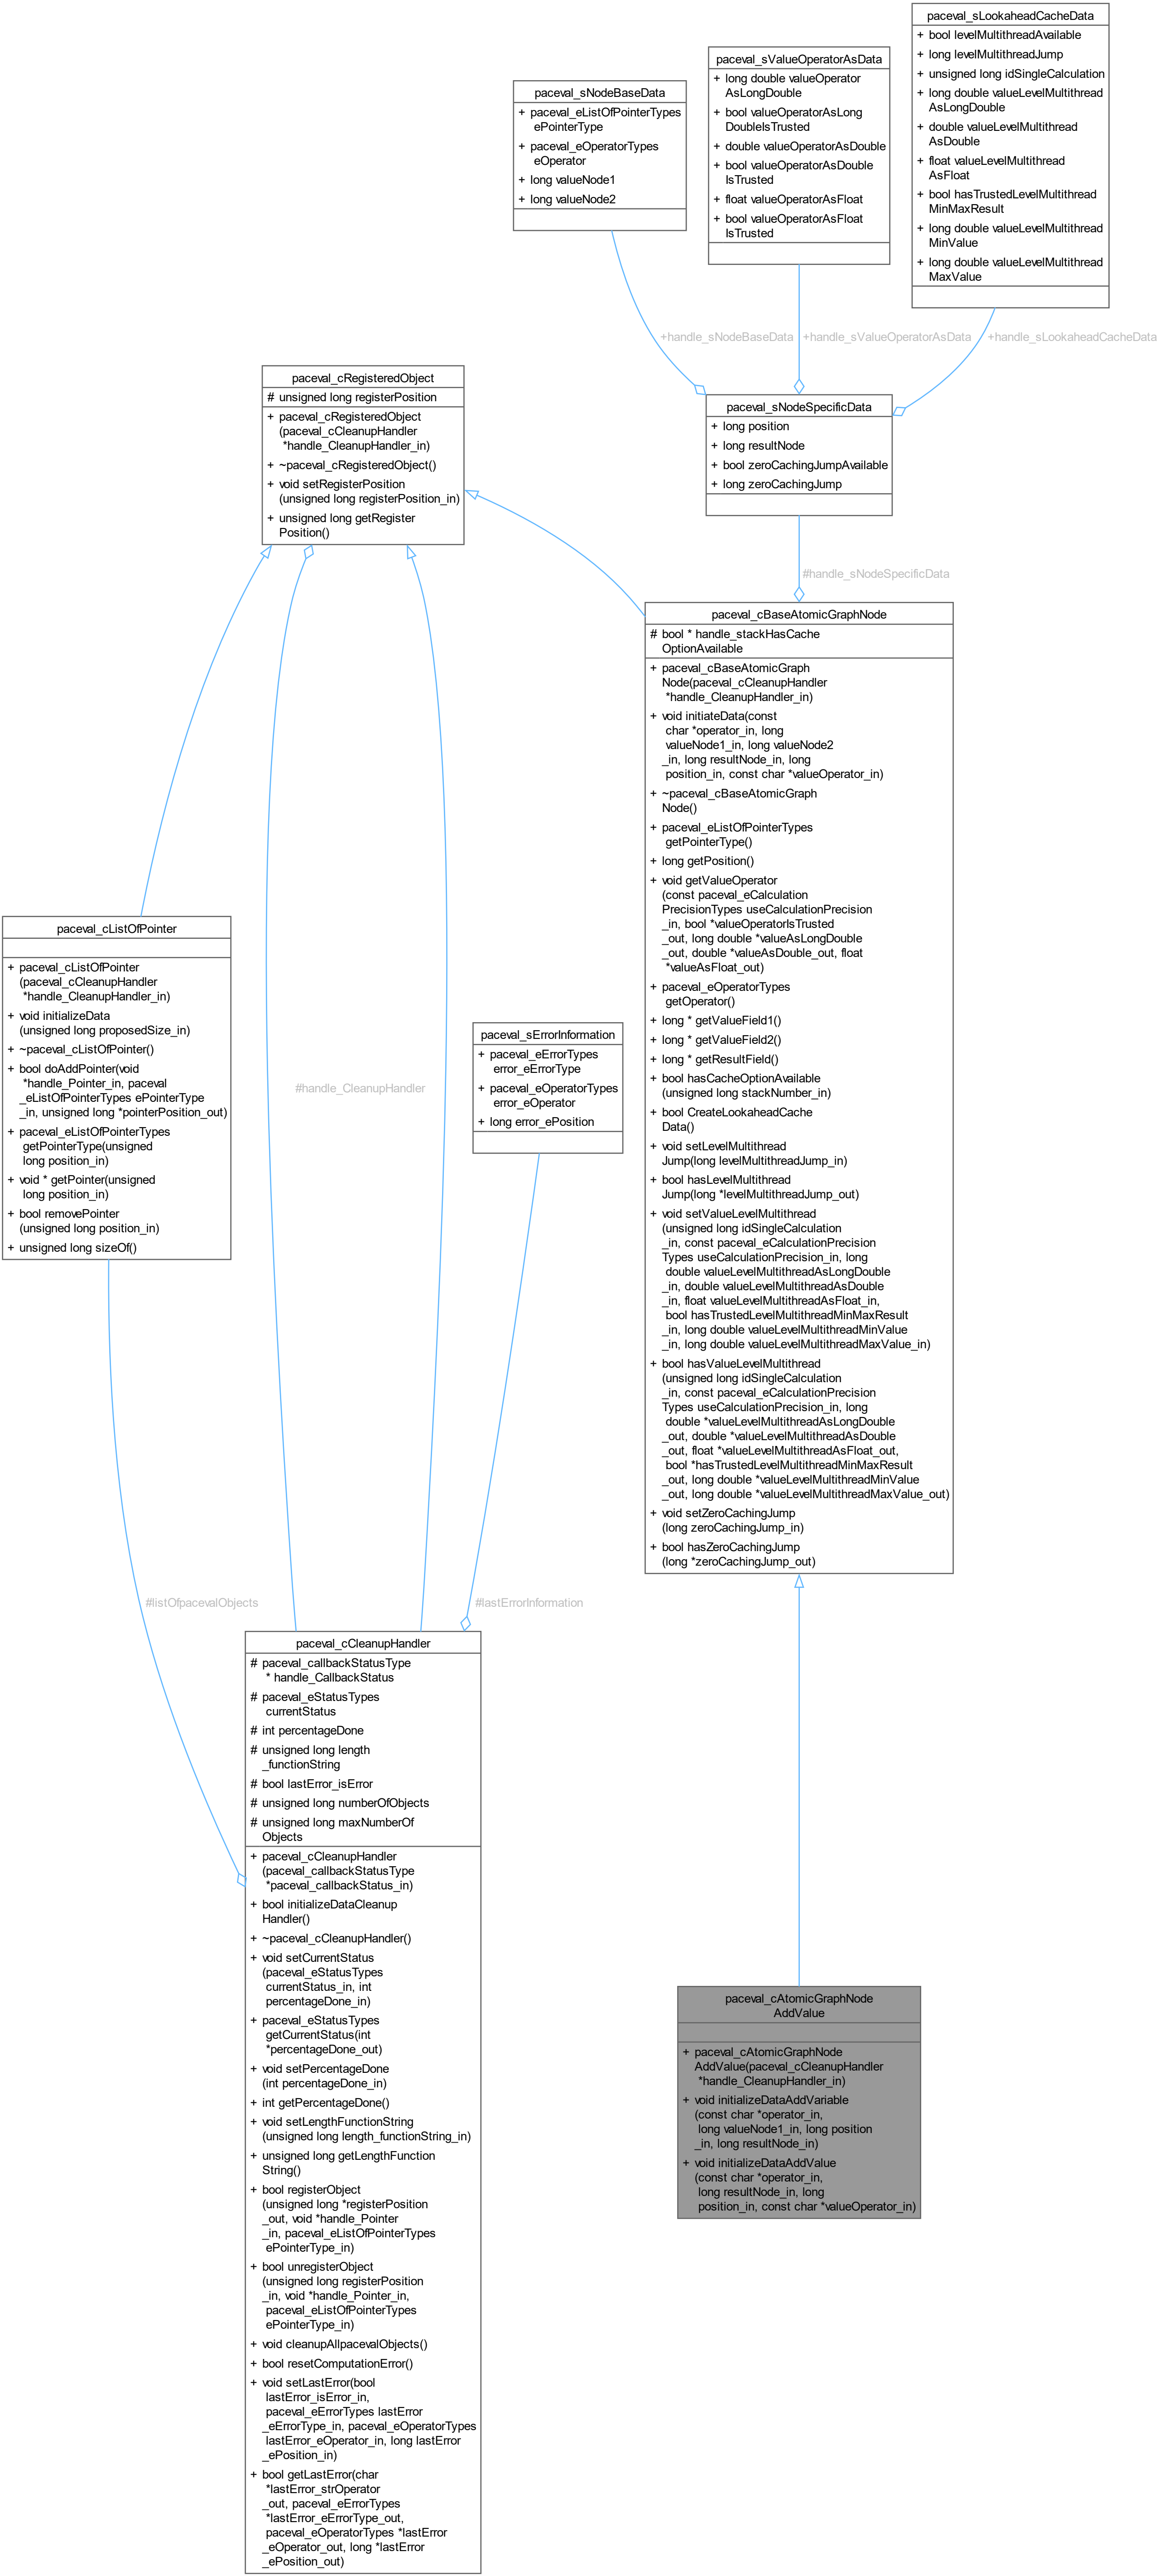 paceval_sLookaheadCacheData
+ bool levelMultithreadAvailable
+ long levelMultithreadJump
+ unsigned long idSingleCalculation
+ long double valueLevelMultithread
AsLongDouble
+ double valueLevelMultithread
AsDouble
+ float valueLevelMultithread
AsFloat
+ bool hasTrustedLevelMultithread
MinMaxResult
+ long double valueLevelMultithread
MinValue
+ long double valueLevelMultithread
MaxValue
paceval_sValueOperatorAsData
+ long double valueOperator
AsLongDouble
+ bool valueOperatorAsLong
DoubleIsTrusted
+ double valueOperatorAsDouble
+ bool valueOperatorAsDouble
IsTrusted
+ float valueOperatorAsFloat
+ bool valueOperatorAsFloat
IsTrusted
paceval_sNodeBaseData
+ paceval_eListOfPointerTypes
ePointerType
+ paceval_eOperatorTypes
eOperator
+ long valueNode1
+ long valueNode2
+handle_sNodeBaseData
+handle_sValueOperatorAsData
+handle_sLookaheadCacheData
paceval_cRegisteredObject
# unsigned long registerPosition
+ paceval_cRegisteredObject
(paceval_cCleanupHandler
*handle_CleanupHandler_in)
+ ~paceval_cRegisteredObject()
+ void setRegisterPosition
(unsigned long registerPosition_in)
+ unsigned long getRegister
Position()
paceval_sNodeSpecificData
+ long position
+ long resultNode
+ bool zeroCachingJumpAvailable
+ long zeroCachingJump
#handle_sNodeSpecificData
paceval_cBaseAtomicGraphNode
# bool * handle_stackHasCache
OptionAvailable
+ paceval_cBaseAtomicGraph
Node(paceval_cCleanupHandler
*handle_CleanupHandler_in)
+ void initiateData(const
char *operator_in, long
valueNode1_in, long valueNode2
_in, long resultNode_in, long
position_in, const char *valueOperator_in)
+ ~paceval_cBaseAtomicGraph
Node()
+ paceval_eListOfPointerTypes
getPointerType()
+ long getPosition()
+ void getValueOperator
(const paceval_eCalculation
PrecisionTypes useCalculationPrecision
_in, bool *valueOperatorIsTrusted
_out, long double *valueAsLongDouble
_out, double *valueAsDouble_out, float
*valueAsFloat_out)
+ paceval_eOperatorTypes
getOperator()
+ long * getValueField1()
+ long * getValueField2()
+ long * getResultField()
+ bool hasCacheOptionAvailable
(unsigned long stackNumber_in)
+ bool CreateLookaheadCache
Data()
+ void setLevelMultithread
Jump(long levelMultithreadJump_in)
+ bool hasLevelMultithread
Jump(long *levelMultithreadJump_out)
+ void setValueLevelMultithread
(unsigned long idSingleCalculation
_in, const paceval_eCalculationPrecision
Types useCalculationPrecision_in, long
double valueLevelMultithreadAsLongDouble
_in, double valueLevelMultithreadAsDouble
_in, float valueLevelMultithreadAsFloat_in,
bool hasTrustedLevelMultithreadMinMaxResult
_in, long double valueLevelMultithreadMinValue
_in, long double valueLevelMultithreadMaxValue_in)
+ bool hasValueLevelMultithread
(unsigned long idSingleCalculation
_in, const paceval_eCalculationPrecision
Types useCalculationPrecision_in, long
double *valueLevelMultithreadAsLongDouble
_out, double *valueLevelMultithreadAsDouble
_out, float *valueLevelMultithreadAsFloat_out,
bool *hasTrustedLevelMultithreadMinMaxResult
_out, long double *valueLevelMultithreadMinValue
_out, long double *valueLevelMultithreadMaxValue_out)
+ void setZeroCachingJump
(long zeroCachingJump_in)
+ bool hasZeroCachingJump
(long *zeroCachingJump_out)
paceval_cListOfPointer
+ paceval_cListOfPointer
(paceval_cCleanupHandler
*handle_CleanupHandler_in)
+ void initializeData
(unsigned long proposedSize_in)
+ ~paceval_cListOfPointer()
+ bool doAddPointer(void
*handle_Pointer_in, paceval
_eListOfPointerTypes ePointerType
_in, unsigned long *pointerPosition_out)
+ paceval_eListOfPointerTypes
getPointerType(unsigned
long position_in)
+ void * getPointer(unsigned
long position_in)
+ bool removePointer
(unsigned long position_in)
+ unsigned long sizeOf()
#handle_CleanupHandler
paceval_sErrorInformation
+ paceval_eErrorTypes
error_eErrorType
+ paceval_eOperatorTypes
error_eOperator
+ long error_ePosition
#listOfpacevalObjects
#lastErrorInformation
paceval_cCleanupHandler
# paceval_callbackStatusType
* handle_CallbackStatus
# paceval_eStatusTypes
currentStatus
# int percentageDone
# unsigned long length
_functionString
# bool lastError_isError
# unsigned long numberOfObjects
# unsigned long maxNumberOf
Objects
+ paceval_cCleanupHandler
(paceval_callbackStatusType
*paceval_callbackStatus_in)
+ bool initializeDataCleanup
Handler()
+ ~paceval_cCleanupHandler()
+ void setCurrentStatus
(paceval_eStatusTypes
currentStatus_in, int
percentageDone_in)
+ paceval_eStatusTypes
getCurrentStatus(int
*percentageDone_out)
+ void setPercentageDone
(int percentageDone_in)
+ int getPercentageDone()
+ void setLengthFunctionString
(unsigned long length_functionString_in)
+ unsigned long getLengthFunction
String()
+ bool registerObject
(unsigned long *registerPosition
_out, void *handle_Pointer
_in, paceval_eListOfPointerTypes
ePointerType_in)
+ bool unregisterObject
(unsigned long registerPosition
_in, void *handle_Pointer_in,
paceval_eListOfPointerTypes
ePointerType_in)
+ void cleanupAllpacevalObjects()
+ bool resetComputationError()
+ void setLastError(bool
lastError_isError_in,
paceval_eErrorTypes lastError
_eErrorType_in, paceval_eOperatorTypes
lastError_eOperator_in, long lastError
_ePosition_in)
+ bool getLastError(char
*lastError_strOperator
_out, paceval_eErrorTypes
*lastError_eErrorType_out,
paceval_eOperatorTypes *lastError
_eOperator_out, long *lastError
_ePosition_out)
paceval_cAtomicGraphNode
AddValue
+ paceval_cAtomicGraphNode
AddValue(paceval_cCleanupHandler
*handle_CleanupHandler_in)
+ void initializeDataAddVariable
(const char *operator_in,
long valueNode1_in, long position
_in, long resultNode_in)
+ void initializeDataAddValue
(const char *operator_in,
long resultNode_in, long
position_in, const char *valueOperator_in)